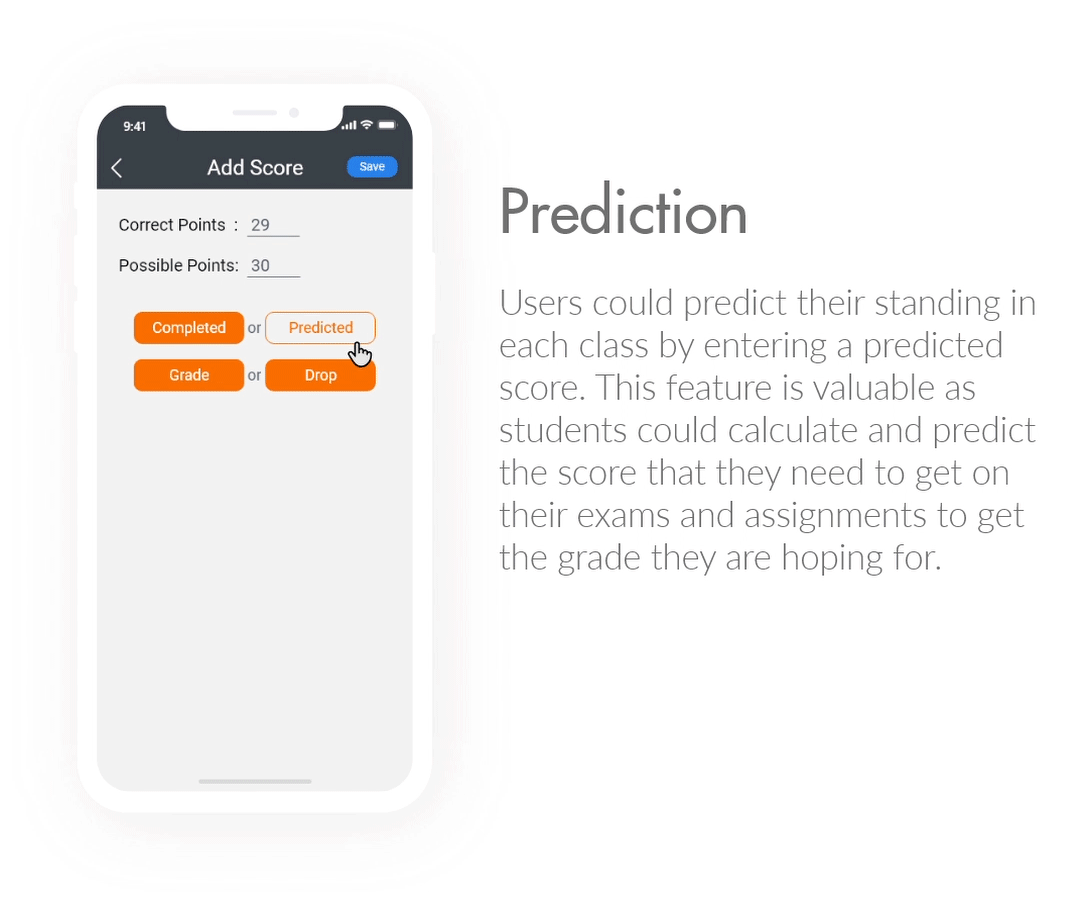 9:41
Add Score
Save
Correct Points : 29
Possible Points: 30
Completed or Predicted
Grade or Drop
Prediction
Users could predict their standing in
each class by entering a predicted
score. This feature is valuable as
students could calculate and predict
the score that they need to get on
their exams and assignments to get
the grade they are hoping for.